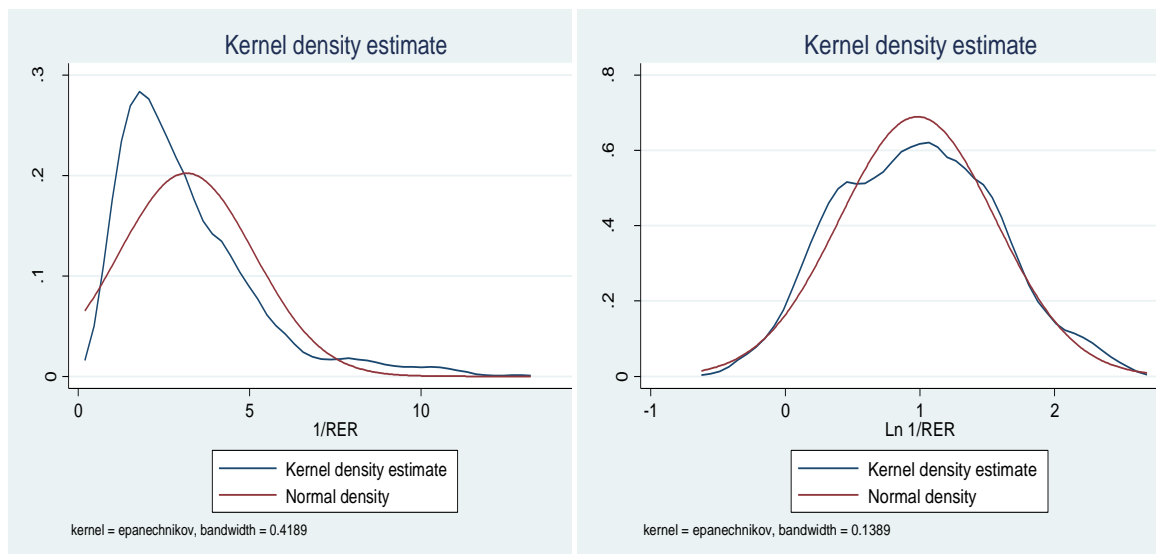 Kernel density estimate
.3
.2
.1
0
0 5 10
1/RER
Kernel density estimate
Normal density
kernel = epanechnikov, bandwidth = 0.4189
Kernel density estimate
.8
.6
.4
.2
0
-1 0 1 2
Ln 1/RER
Kernel density estimate
Normal density
kernel = epanechnikov, bandwidth = 0.1389